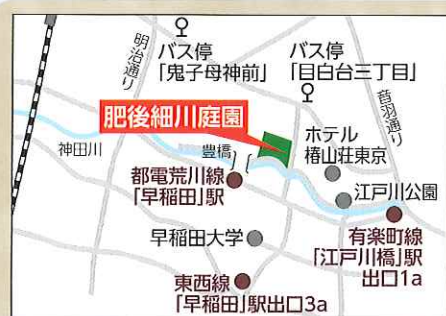 明治通り
バス停
「鬼子母神前」
バス停
「目白台三丁目」
音羽通り
肥後細川庭園
神田川
豊橋
ホテル
椿山荘東京
都電荒川線
「早稲田」駅
江戸川公園
早稲田大学
有楽町線
「江戸川橋」駅
出口1a
東西線
「早稲田」駅出口3a